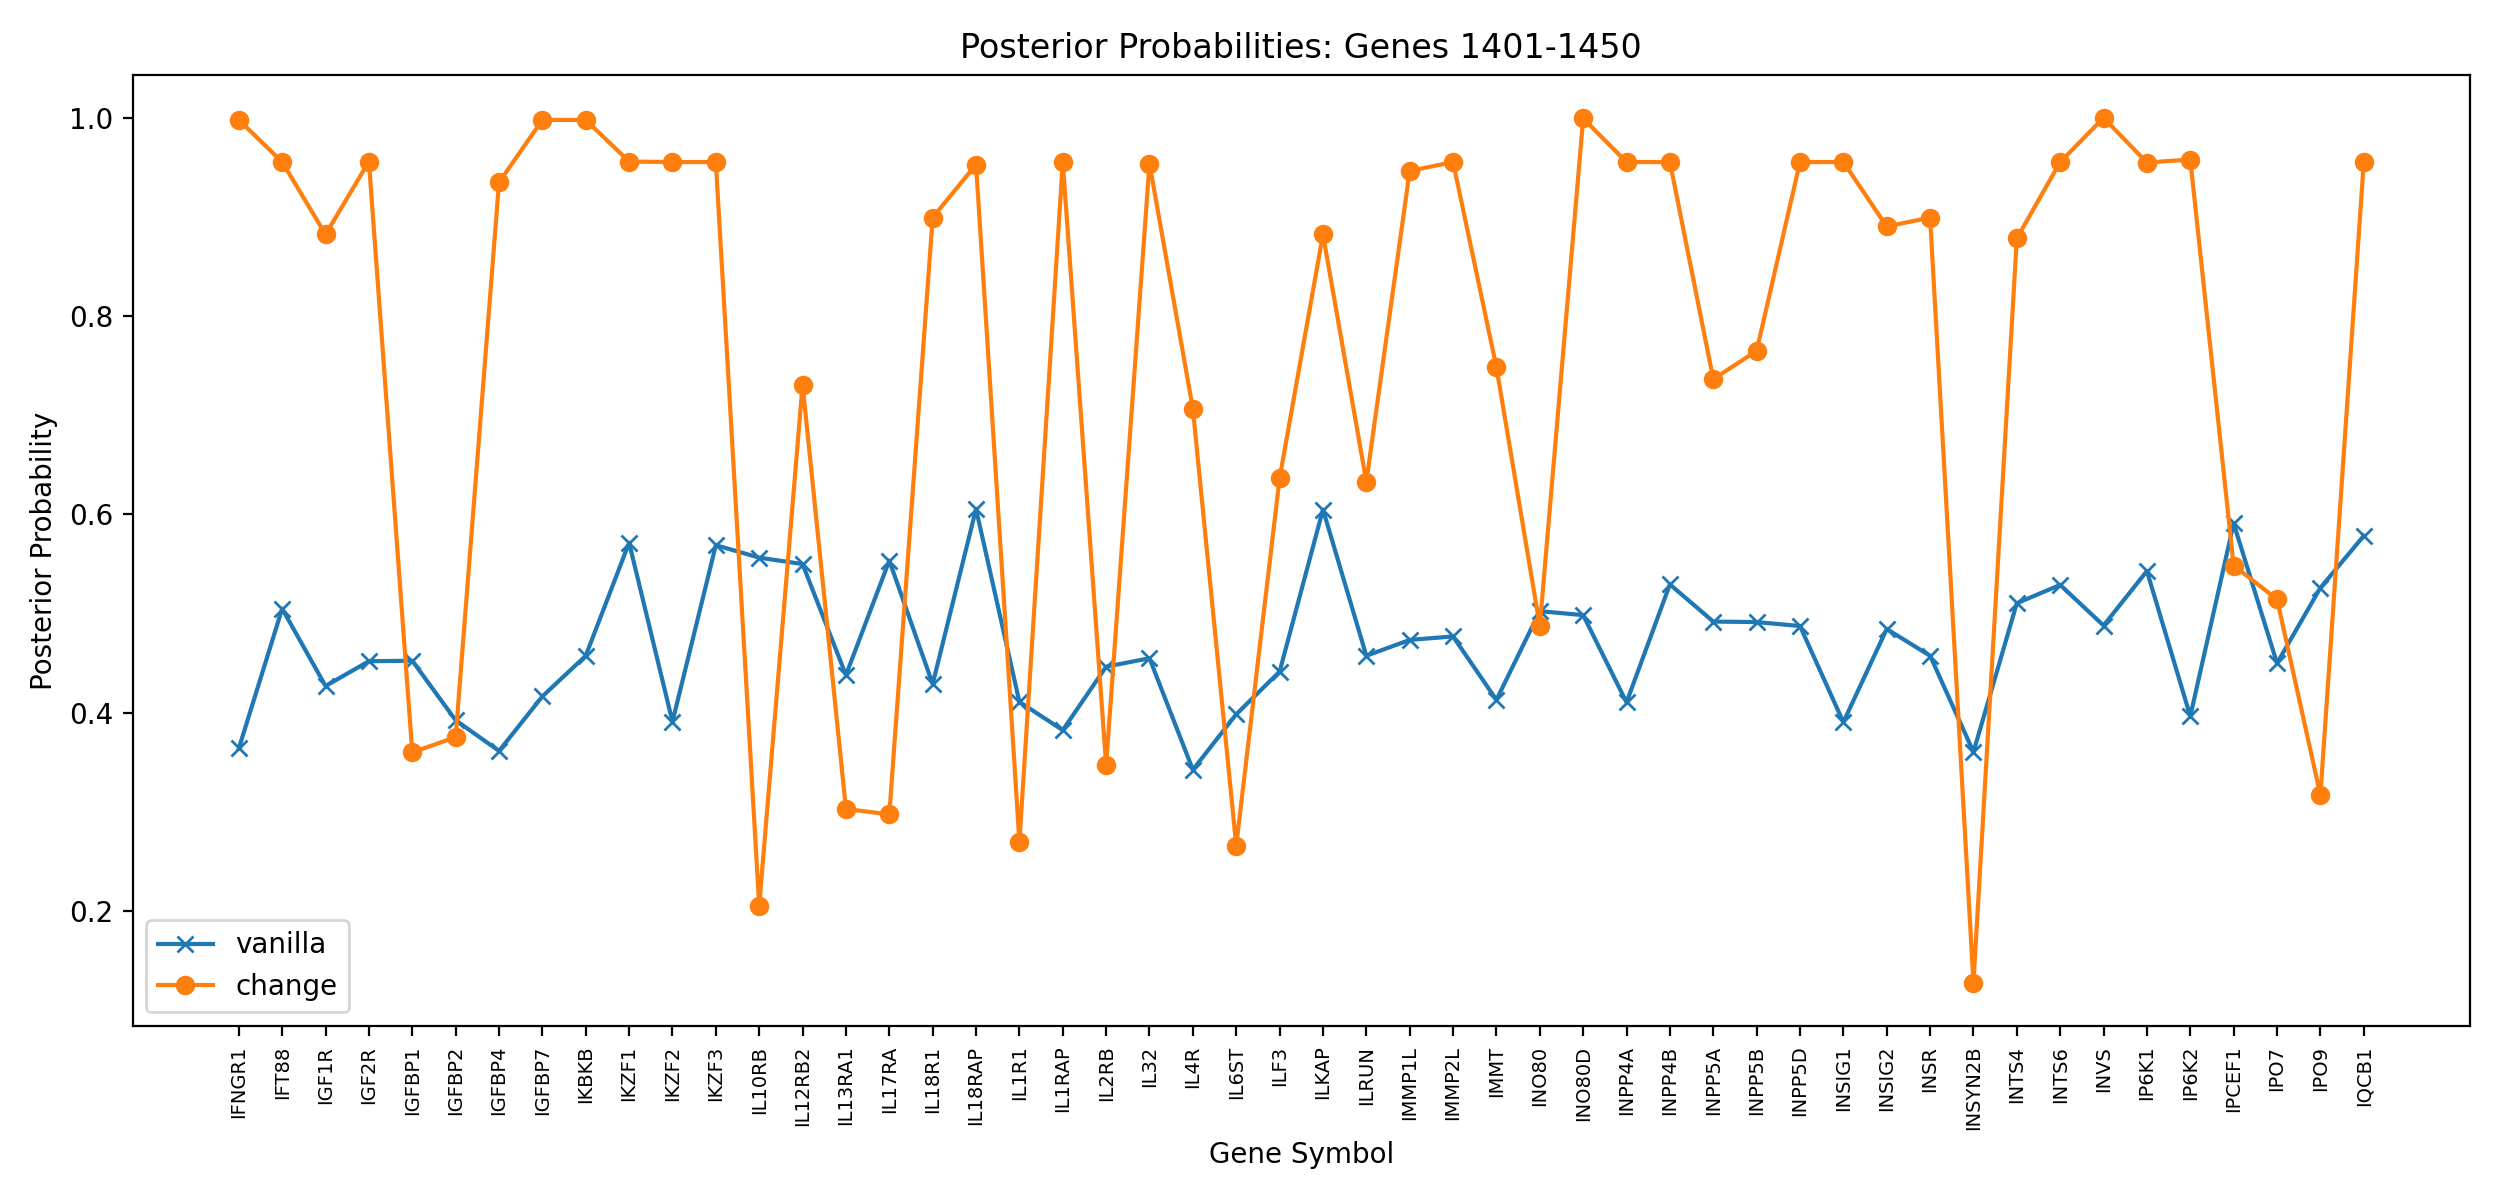 Posterior Probabilities: Genes 1401-1450
Posterior Probability
1.0
0.8
0.6
0.4
0.2
vanilla
change
IFNGR1
IFT88
IGF1R
IGF2R
IGFBP1
IGFBP2
IGFBP4
IGFBP7
IKBKB
IKZF1
IKZF2
IKZF3
IL10RB
IL12RB2
IL13RA1
IL17RA
IL18R1
IL18RAP
IL1R1
IL1RAP
IL2RB
IL32
IL4R
IL6ST
ILF3
ILKAP
ILRUN
IMMP1L
IMMP2L
IMMT
INO80
INO80D
INPP4A
INPP4B
INPP5A
INPP5B
INPP5D
INSIG1
INSIG2
INSR
INSYN2B
INTS4
INTS6
INVS
IP6K1
IP6K2
IPCEF1
IPO7
IPO9
IQCB1
Gene Symbol